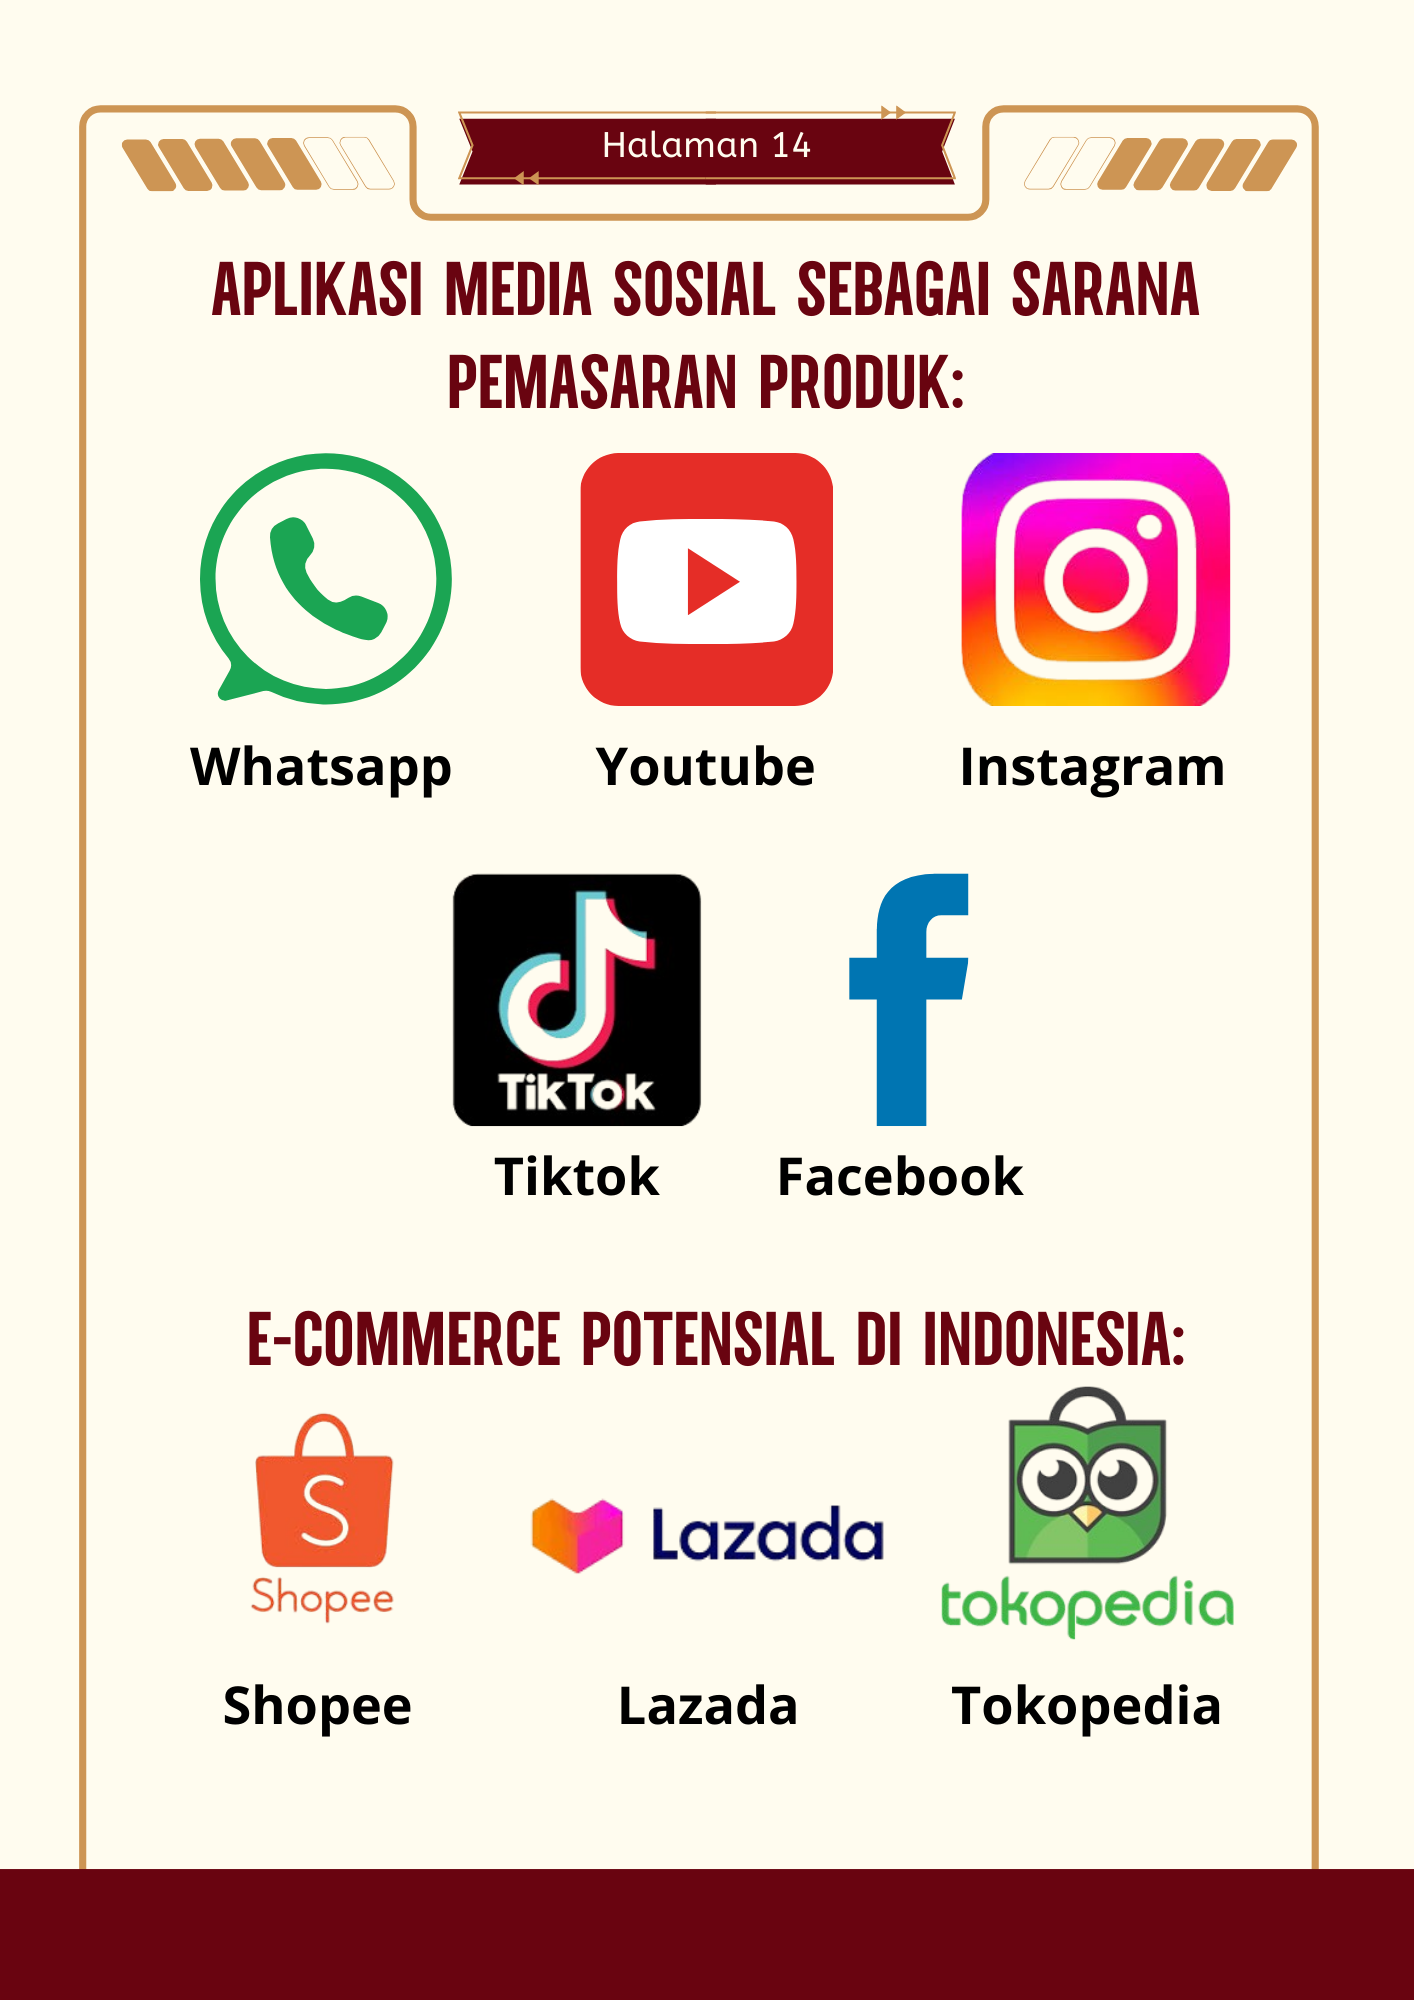 Halaman 14
APLIKASI MEDIA SOSIAL SEBAGAI SARANA
PEMASARAN PRODUK:
Whatsapp
Youtube
Instagram
TikTok
Tiktok
Facebook
E-COMMERCE POTENSIAL DI INDONESIA:
S
Shopee
Lazada
tokopedia
Shopee
Lazada
Tokopedia